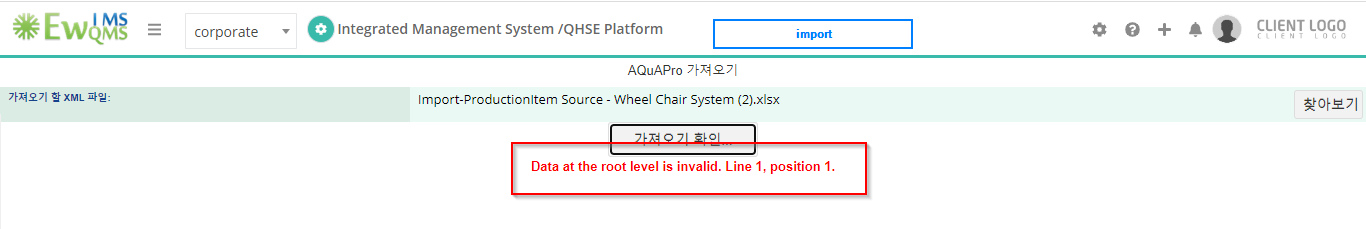 EwQMS IMS
corporate
Integrated Management System /QHSE Platform
import
CLIENT LOGO
CLIENT LOGO
AQuAPro 가져오기
가져오기 할 XML 파일:
Import-ProductionItem Source - Wheel Chair System (2).xlsx
찾아보기
가져오기 확인...
Data at the root level is invalid. Line 1, position 1.